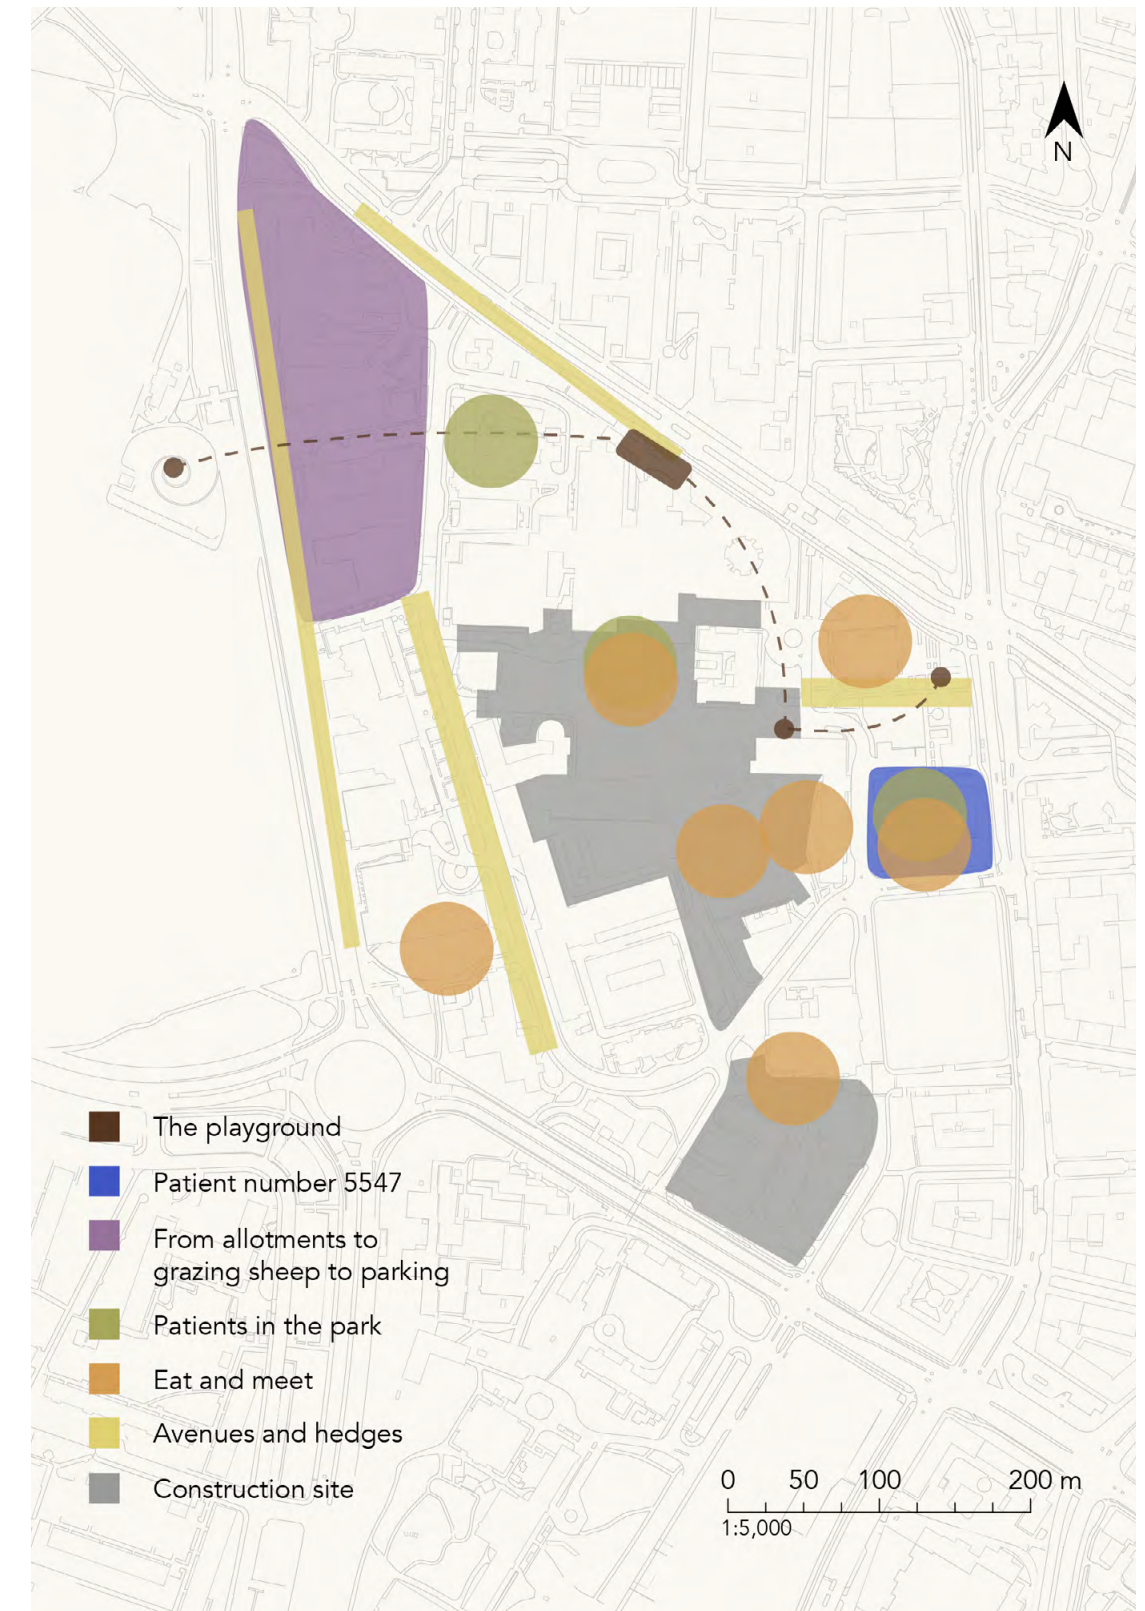 N
The playground
Patient number 5547
From allotments to
grazing sheep to parking
Patients in the park
Eat and meet
Avenues and hedges
Construction site
0 50 100 200 m
1:5,000